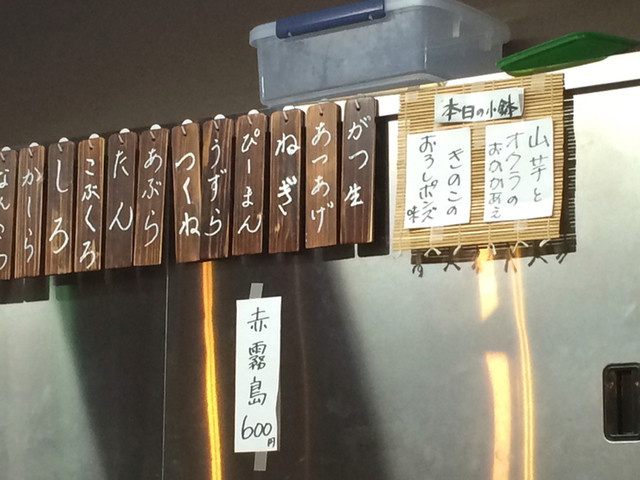 本日の小鉢
山芋と
オクラの
おかかあえ
きのこの
おろしポンズ
味
がつ生
あつあげ
ねぎ
ぴーまん
うずら
つくね
あぶら
たん
こぶくろ
しろ
かしら
赤霧島
600円